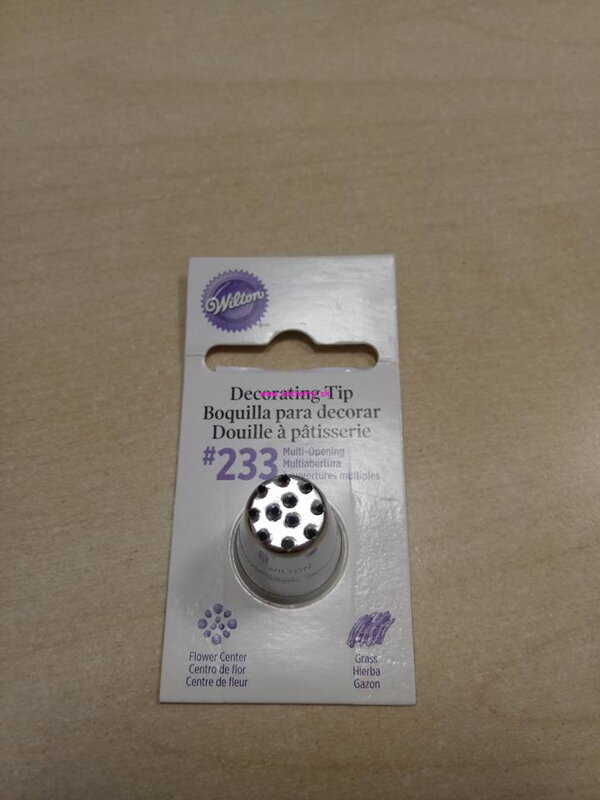 Wilton
Decorating Tip
Boquilla para decorar
Douille à pâtisserie
#233
Multi-Opening
Multiabertura
ouvertures multiples
WILTON
Flower Center
Centro de flor
Centre de fleur
Grass
Hierba
Gazon